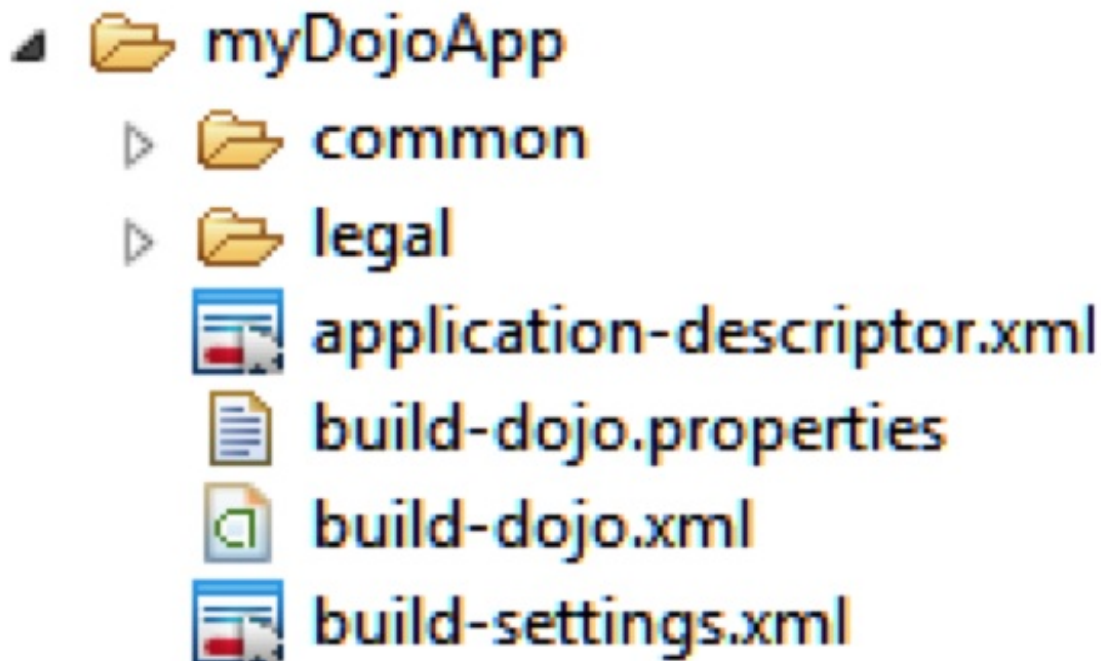 myDojoApp
common
legal
application-descriptor.xml
build-dojo.properties
build-dojo.xml
build-settings.xml